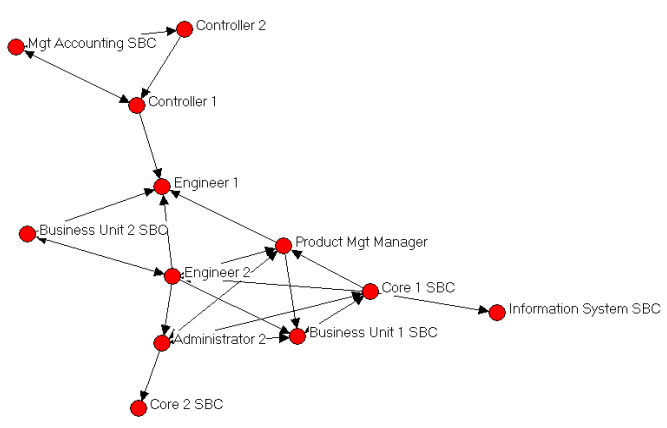 Controller 2
Mgt Accounting SBC
Controller 1
Engineer 1
Business Unit 2 SBC
Product Mgt Manager
Engineer 2
Core 1 SBC
Information System SBC
Business Unit 1 SBC
Administrator 2
Core 2 SBC